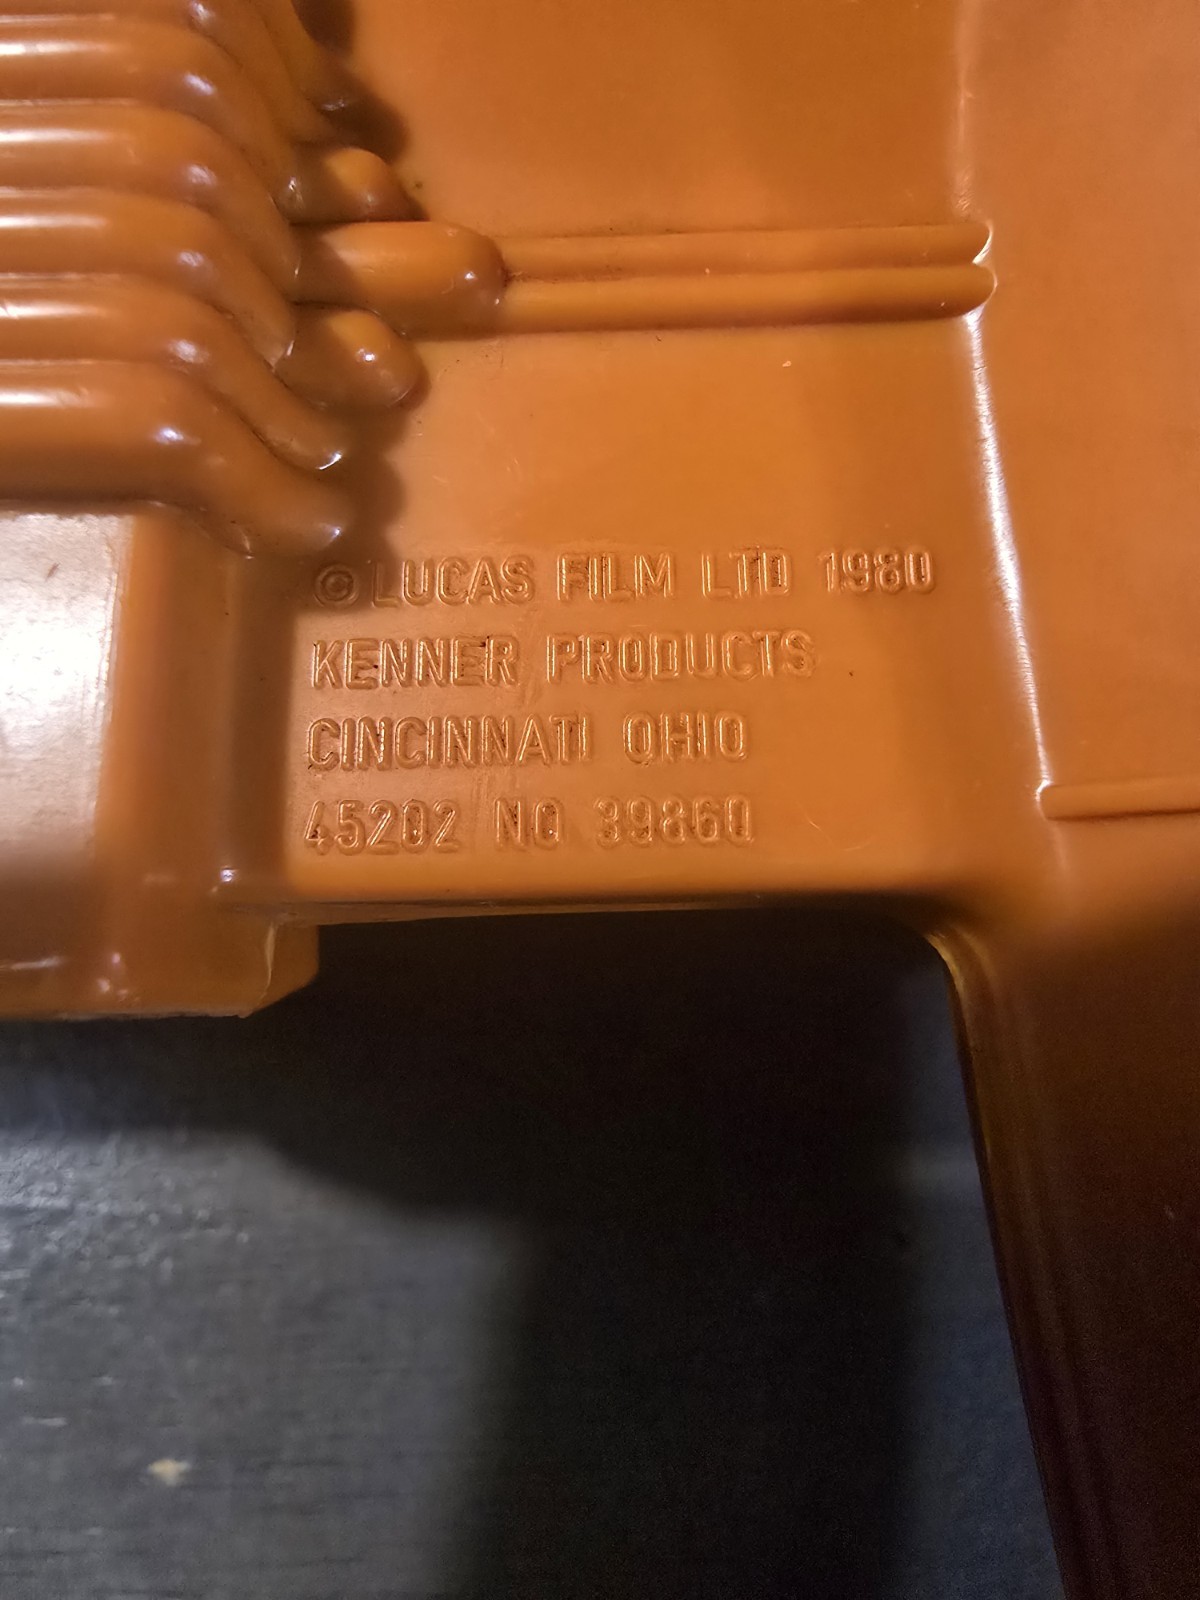 © LUCAS FILM LTD 1980
KENNER PRODUCTS
CINCINNATI OHIO
45202 NO 39860